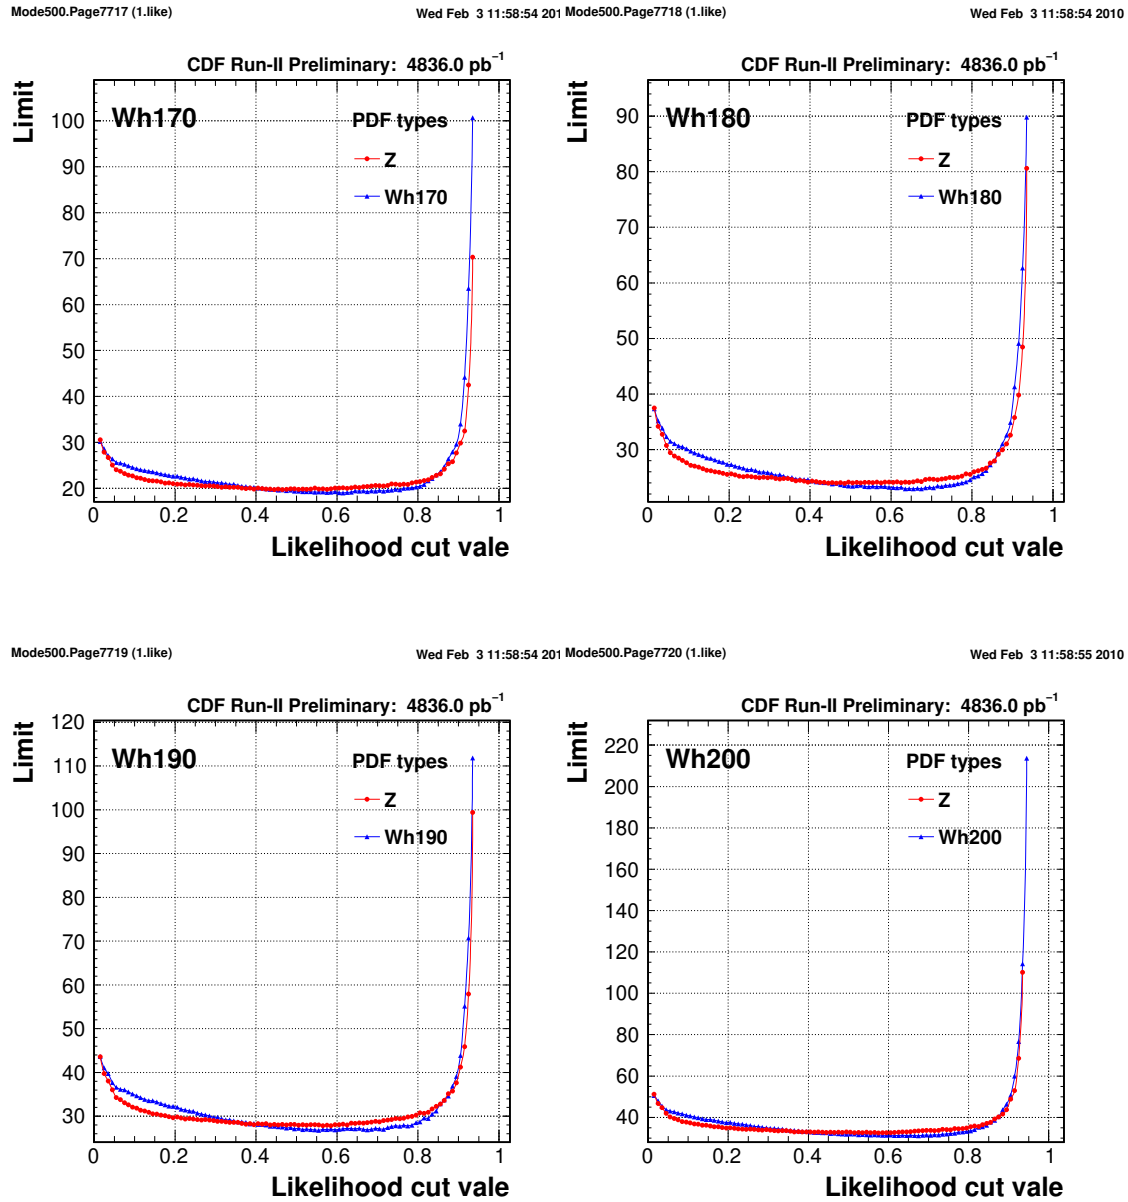 Mode500.Page7717 (1.like)
Wed Feb 3 11:58:54 201
CDF Run-II Preliminary: 4836.0 pb⁻¹
Limit
Wh170
PDF types
Z
Wh170
100
90
80
70
60
50
40
30
20
0 0.2 0.4 0.6 0.8 1
Likelihood cut vale
Mode500.Page7718 (1.like)
Wed Feb 3 11:58:54 2010
CDF Run-II Preliminary: 4836.0 pb⁻¹
Limit
Wh180
PDF types
Z
Wh180
90
80
70
60
50
40
30
0 0.2 0.4 0.6 0.8 1
Likelihood cut vale
Mode500.Page7719 (1.like)
Wed Feb 3 11:58:54 201
CDF Run-II Preliminary: 4836.0 pb⁻¹
Limit
Wh190
PDF types
Z
Wh190
120
110
100
90
80
70
60
50
40
30
0 0.2 0.4 0.6 0.8 1
Likelihood cut vale
Mode500.Page7720 (1.like)
Wed Feb 3 11:58:55 2010
CDF Run-II Preliminary: 4836.0 pb⁻¹
Limit
Wh200
PDF types
Z
Wh200
220
200
180
160
140
120
100
80
60
40
0 0.2 0.4 0.6 0.8 1
Likelihood cut vale